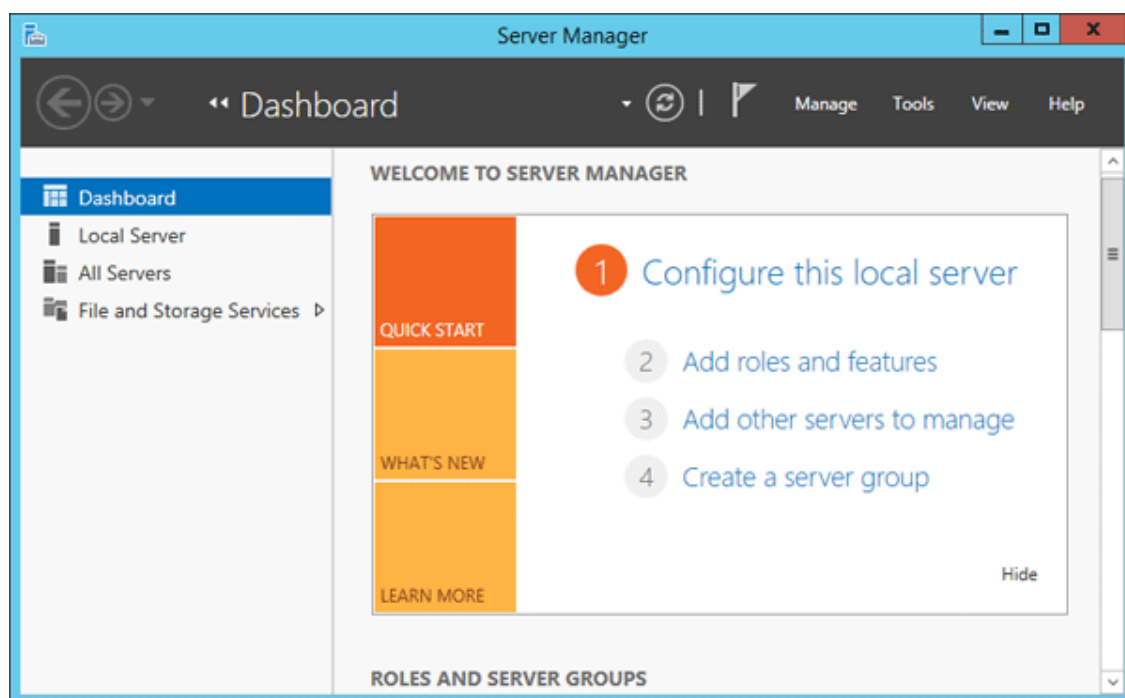 Server Manager
Dashboard
Manage Tools View Help
Dashboard
Local Server
All Servers
File and Storage Services
WELCOME TO SERVER MANAGER
QUICK START
WHAT'S NEW
LEARN MORE
1 Configure this local server
2 Add roles and features
3 Add other servers to manage
4 Create a server group
Hide
ROLES AND SERVER GROUPS